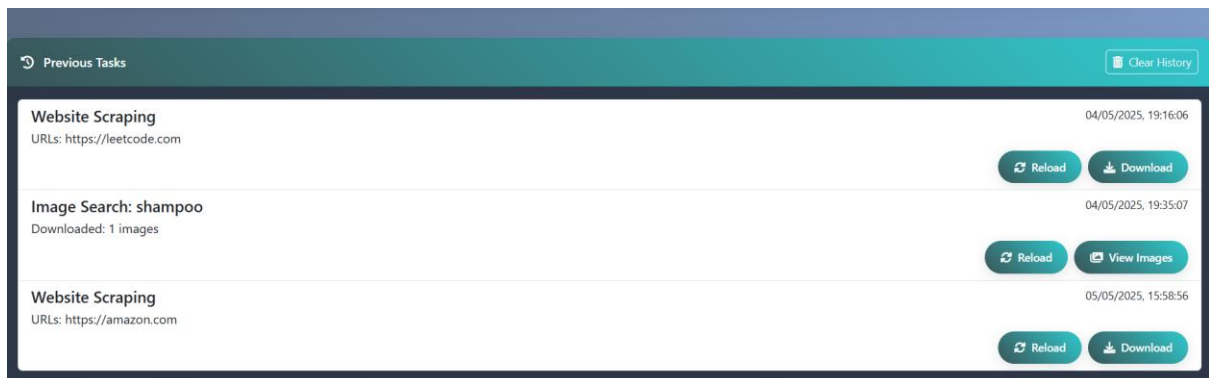 Previous Tasks
Clear History
Website Scraping
04/05/2025, 19:16:06
URLs: https://leetcode.com
Reload
Download
Image Search: shampoo
04/05/2025, 19:35:07
Downloaded: 1 images
Reload
View Images
Website Scraping
05/05/2025, 15:58:56
URLs: https://amazon.com
Reload
Download